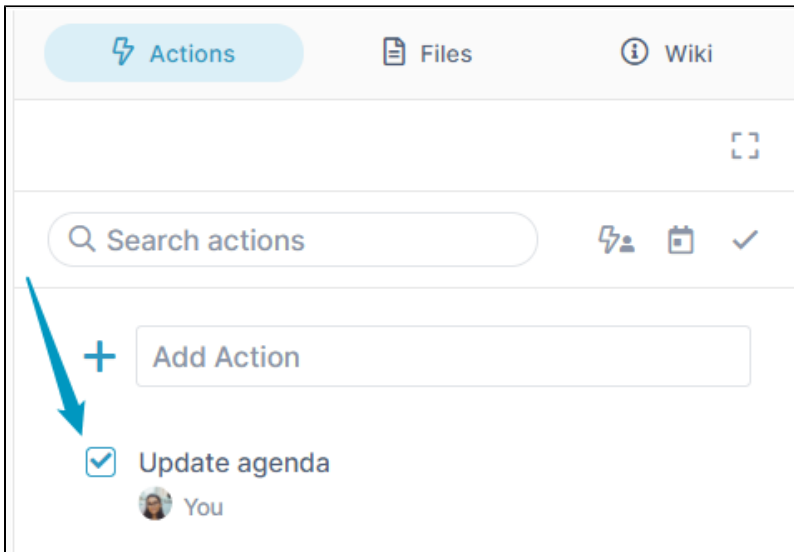 Actions Files Wiki
Search actions
Add Action
Update agenda
You